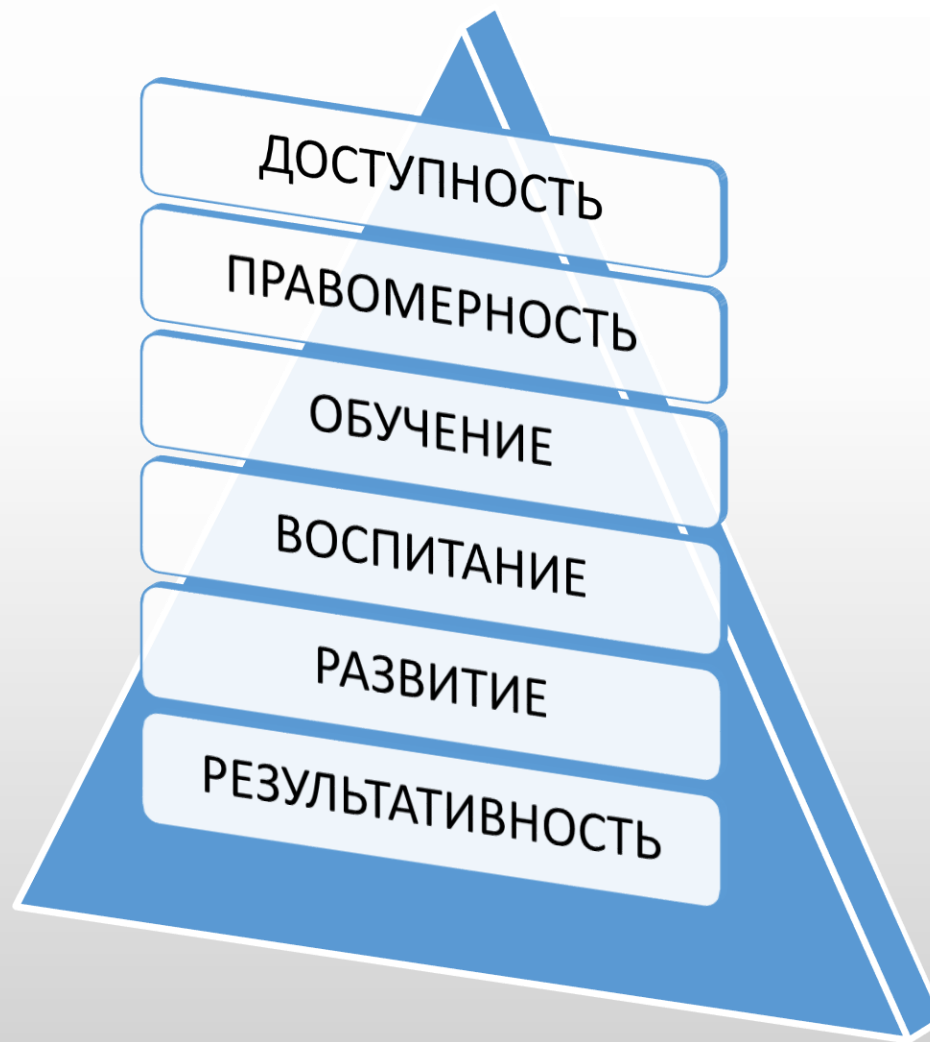 ДОСТУПНОСТЬ
ПРАВОМЕРНОСТЬ
ОБУЧЕНИЕ
ВОСПИТАНИЕ
РАЗВИТИЕ
РЕЗУЛЬТАТИВНОСТЬ